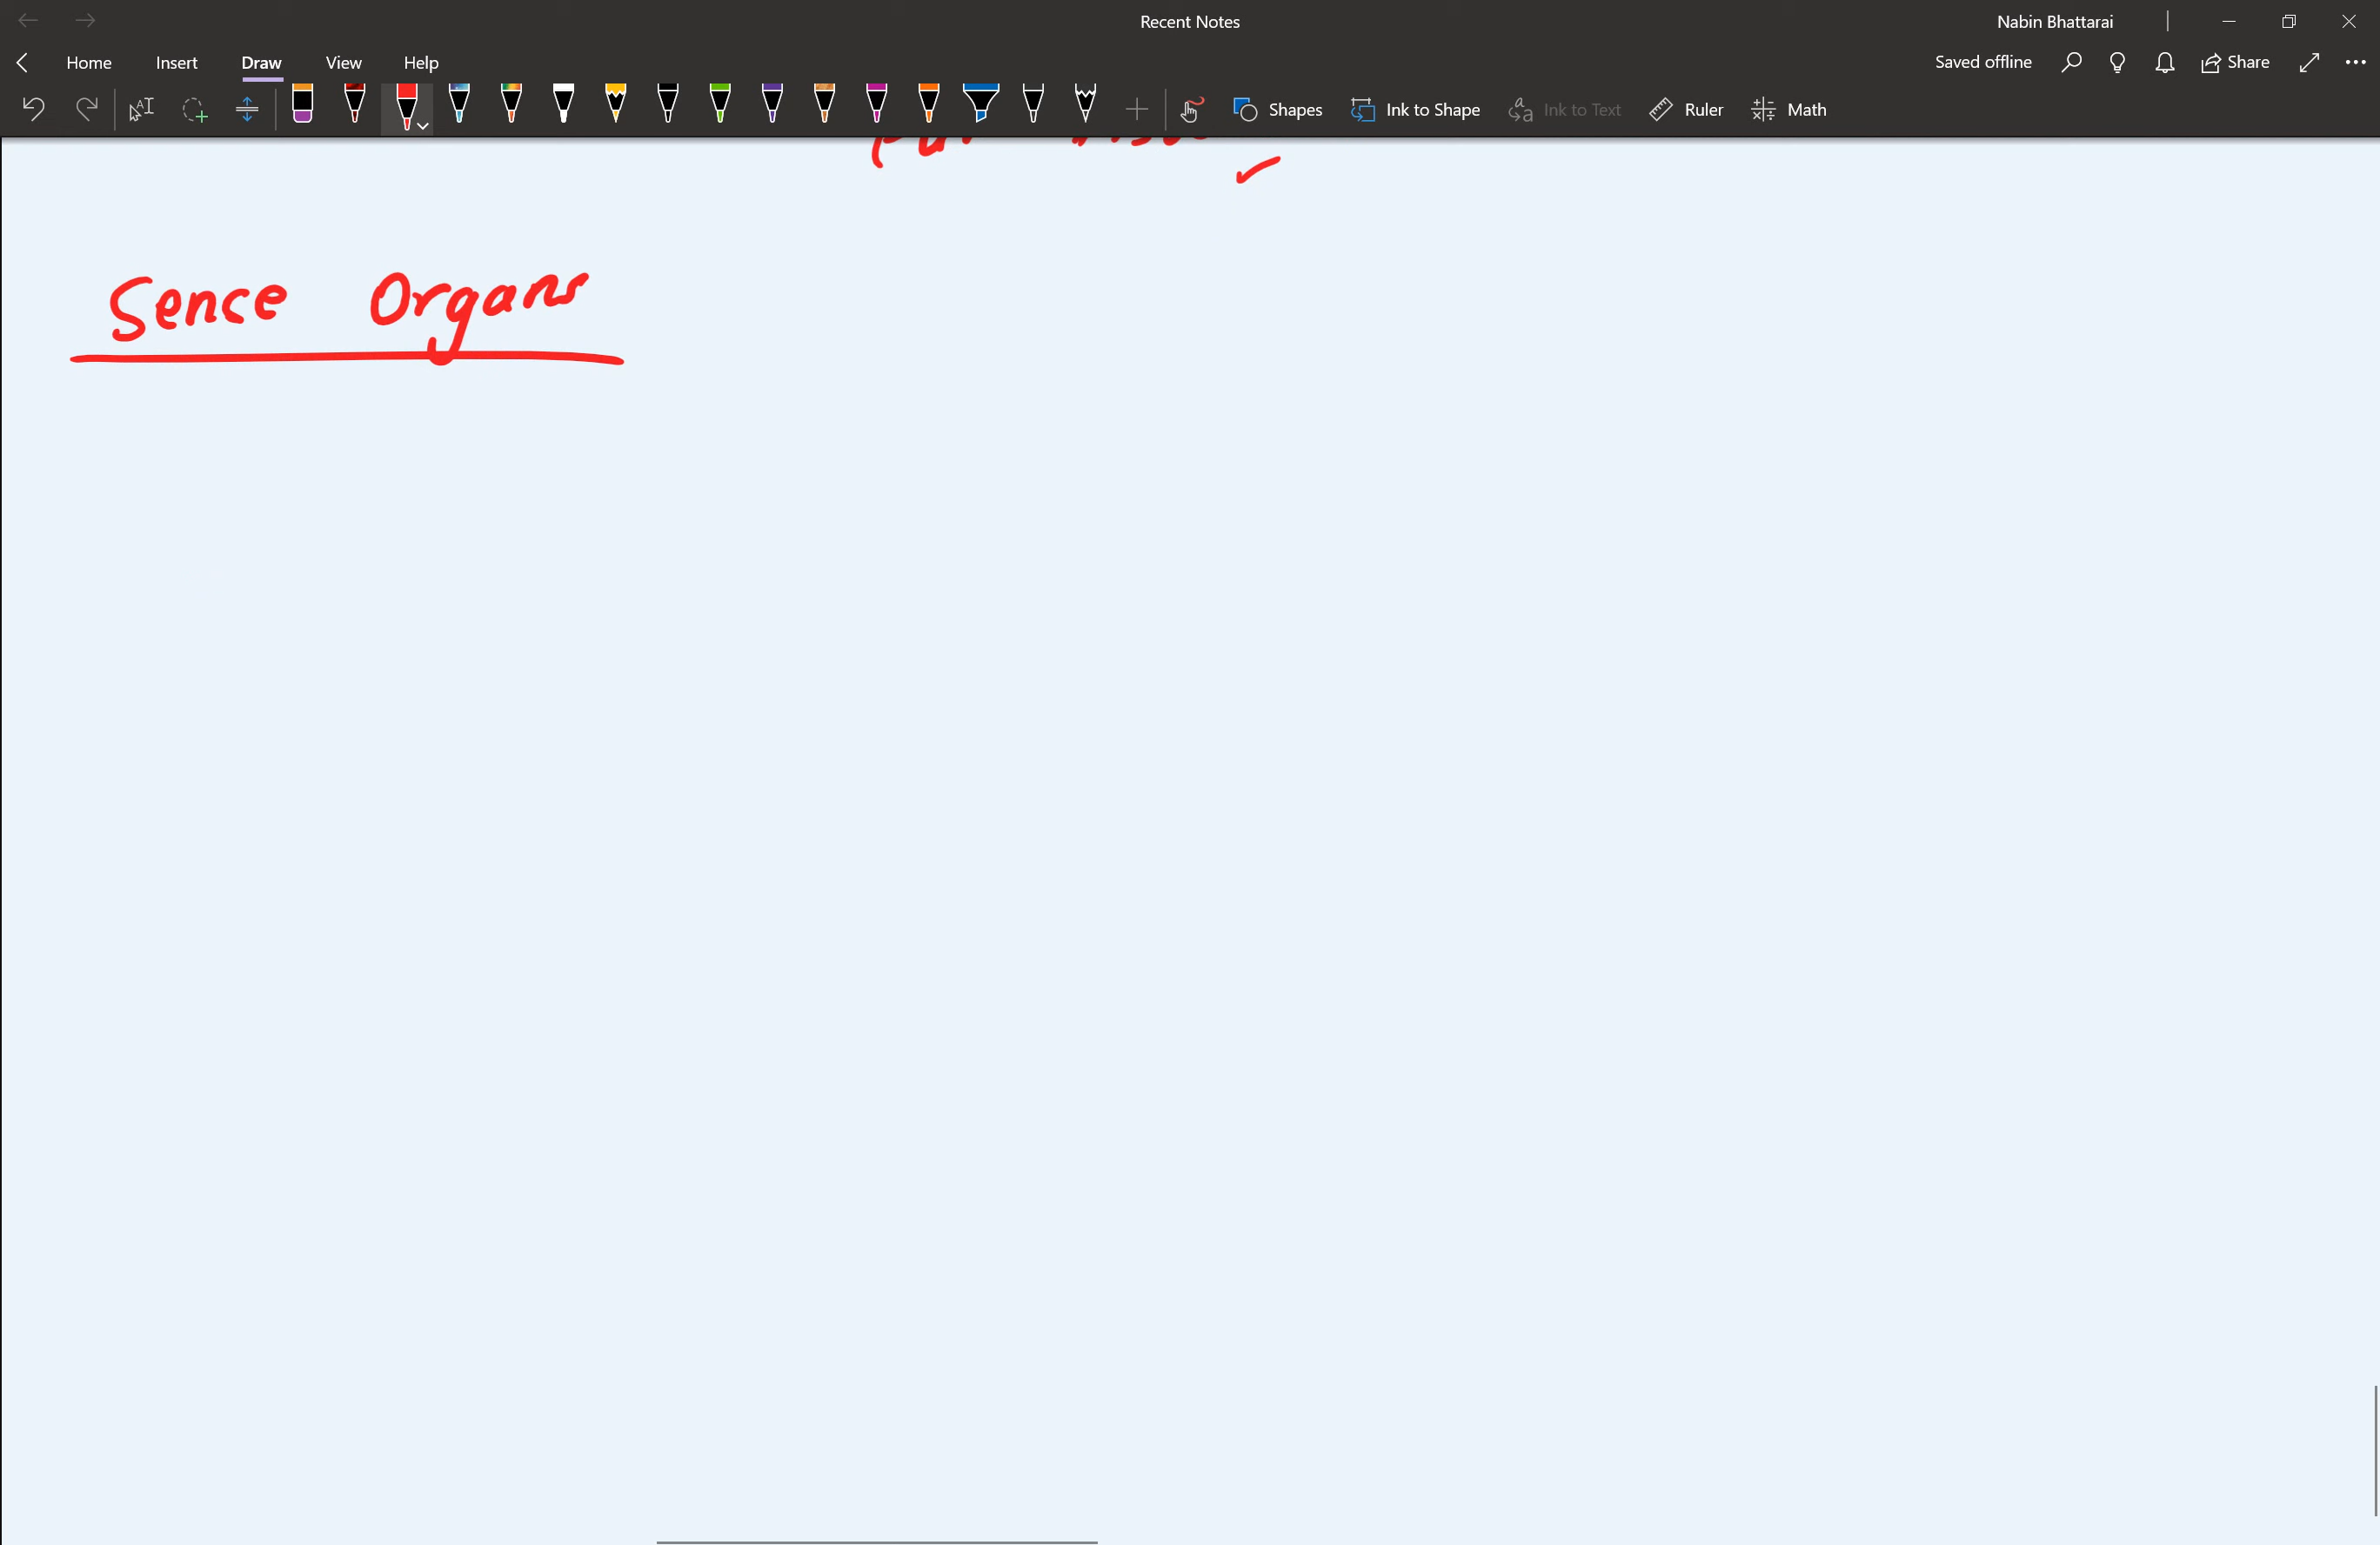 Recent Notes
Nabin Bhattarai
Home Insert Draw View Help
Saved offline
Share
Shapes Ink to Shape Ink to Text Ruler Math
Sence Organs